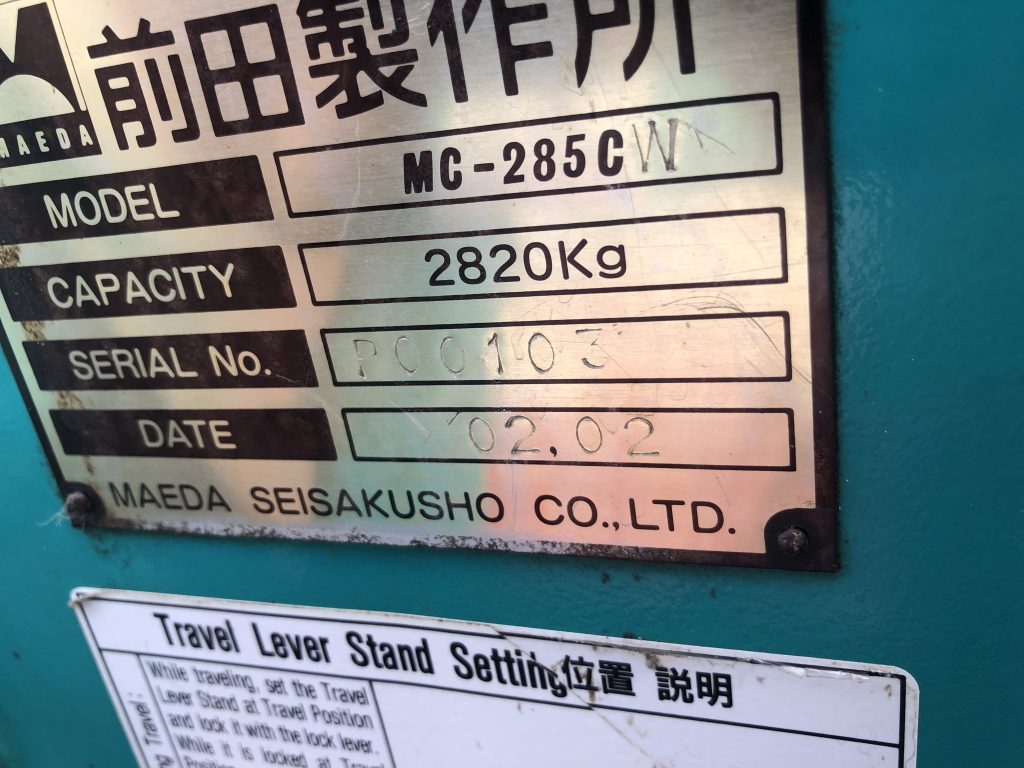 MAEDA
前田製作所
MODEL MC-285CW
CAPACITY 2820Kg
SERIAL No. P00103
DATE '02,02
MAEDA SEISAKUSHO CO.,LTD.
Travel Lever Stand Setting位置 説明
Travel:
While traveling, set the Travel
Lever Stand at Travel Position
and lock it with the lock lever.
While it is locked at Travel